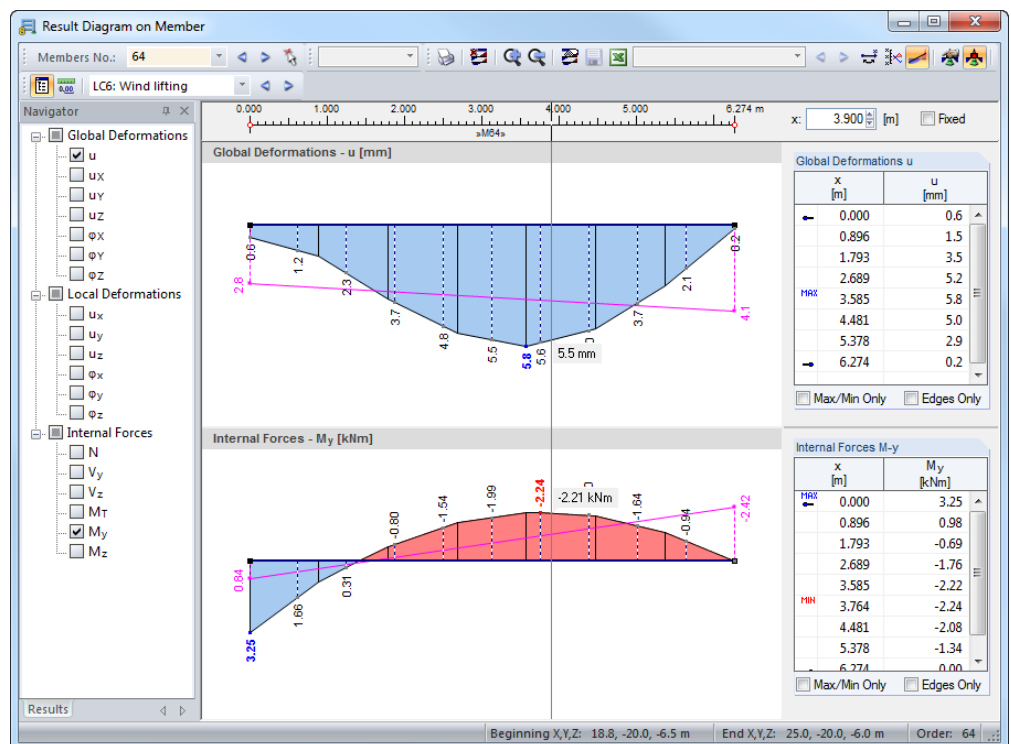 Result Diagram on Member
Members No.: 64
LC6: Wind lifting
Navigator
Global Deformations
u
uX
uY
uZ
φX
φY
φZ
Local Deformations
ux
uy
uz
φx
φy
φz
Internal Forces
N
Vy
Vz
MT
My
Mz
Results
0.000 1.000 2.000 3.000 4.000 5.000 6.274 m
»M64»
x: 3.900 [m] Fixed
Global Deformations - u [mm]
0.6 1.2 2.3 3.7 4.8 5.5 5.8 5.6 3.7 2.1 0.2
2.8 4.1
5.5 mm
Internal Forces - My [kNm]
3.25 1.66 0.31 -0.80 -1.54 -1.99 -2.24 -1.64 -0.94
0.84 -2.42
-2.21 kNm
Global Deformations u
x [m] u [mm]
0.000 0.6
0.896 1.5
1.793 3.5
2.689 5.2
MAX 3.585 5.8
4.481 5.0
5.378 2.9
6.274 0.2
Max/Min Only Edges Only
Internal Forces M-y
x [m] My [kNm]
MAX 0.000 3.25
0.896 0.98
1.793 -0.69
2.689 -1.76
3.585 -2.22
MIN 3.764 -2.24
4.481 -2.08
5.378 -1.34
6.274 0.00
Max/Min Only Edges Only
Beginning X,Y,Z: 18.8, -20.0, -6.5 m End X,Y,Z: 25.0, -20.0, -6.0 m Order: 64